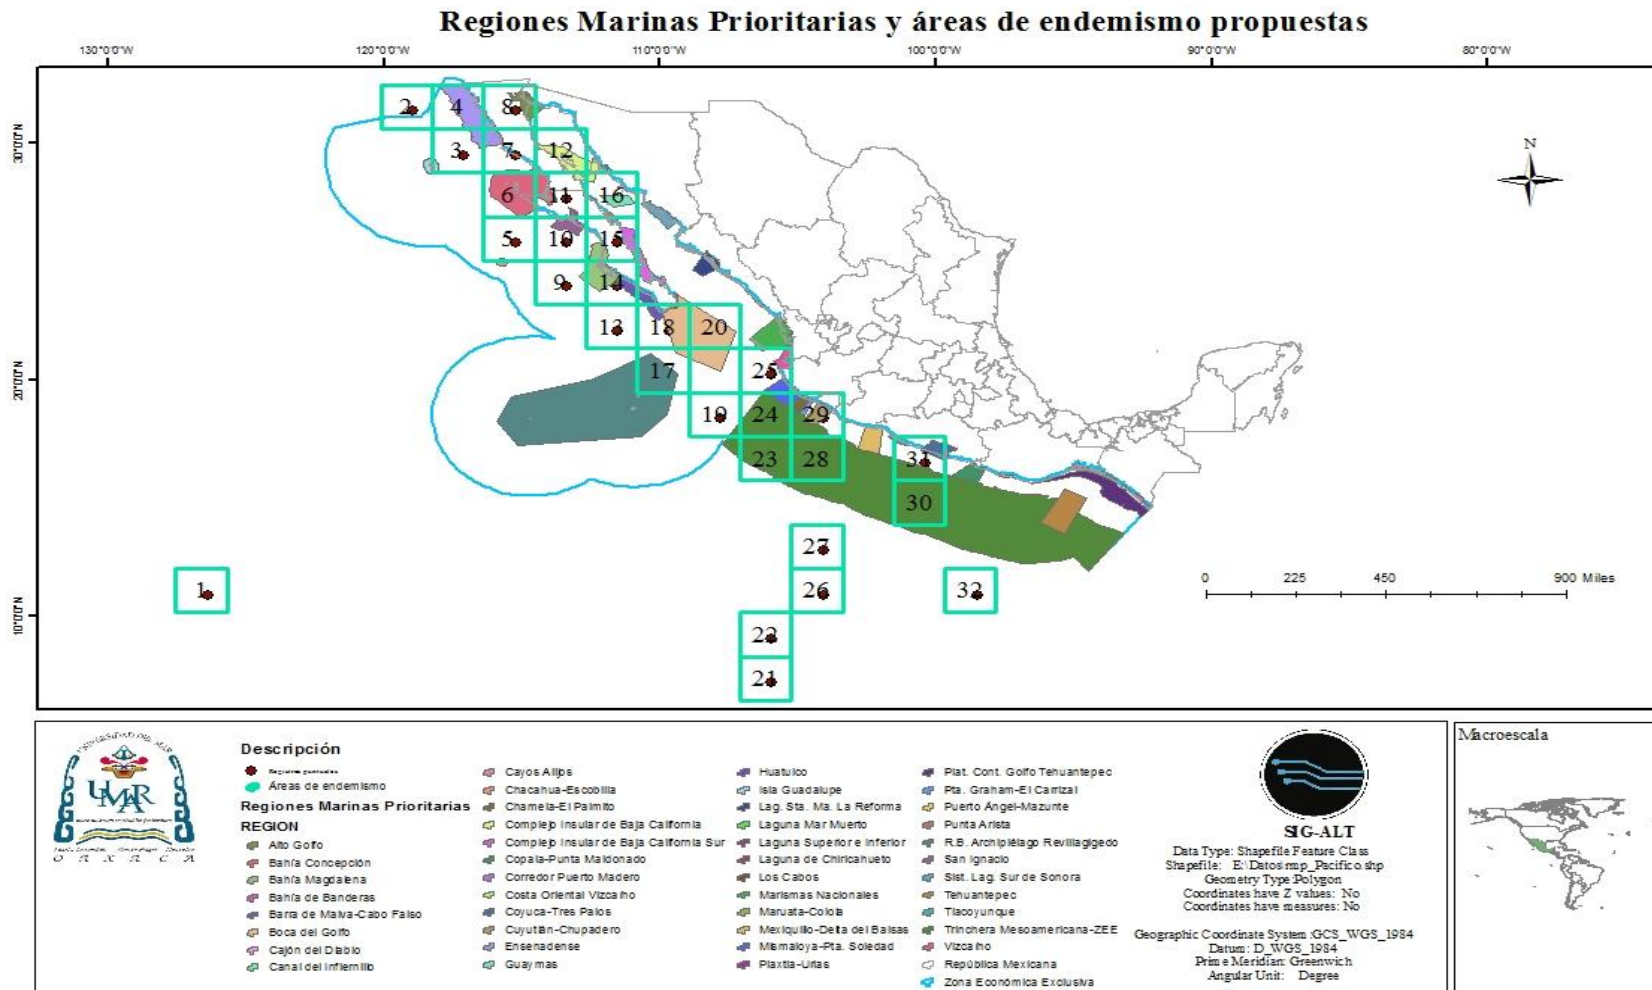 Regiones Marinas Prioritarias y áreas de endemismo propuestas
130°0'0"W 120°0'0"W 110°0'0"W 100°0'0"W 90°0'0"W 80°0'0"W
30°0'0"N
20°0'0"N
10°0'0"N
N
2 4 8
3 7 12
6 11 16
5 10 15
9 14
13 18 20
17 25
19 24 29
23 28 31
30
27
1 26 32
22
21
0 225 450 900 Miles
UNIVERSIDAD DEL MAR
UMAR
O A X A C A
Descripción
Áreas de endemismo
Regiones Marinas Prioritarias
REGION
Alto Golfo
Bahía Concepción
Bahía Magdalena
Bahía de Banderas
Barra de Malva-Cabo Falso
Boca del Golfo
Cajón del Diablo
Canal del Infiernillo
Cayos Alijos
Chacahua-Escobilla
Chamela-El Palmito
Complejo Insular de Baja California
Complejo Insular de Baja California Sur
Copala-Punta Maldonado
Corredor Puerto Madero
Costa Oriental Vizcaíno
Coyuca-Tres Palos
Cuyutlán-Chupadero
Ensenadense
Guaymas
Huatulco
Isla Guadalupe
Lag. Sta. Ma. La Reforma
Laguna Mar Muerto
Laguna Superior e Inferior
Laguna de Chiricahueto
Los Cabos
Marismas Nacionales
Maruata-Colola
Mexiquillo-Delta del Balsas
Mismaloya-Pta. Soledad
Piaxtla-Urías
Plat. Cont. Golfo Tehuantepec
Pta. Graham-El Carrizal
Puerto Ángel-Mazunte
Punta Arista
R.B. Archipiélago Revillagigedo
San Ignacio
Sist. Lag. Sur de Sonora
Tehuantepec
Tlacoyunque
Trinchera Mesoamericana-ZEE
Vizcaíno
República Mexicana
Zona Económica Exclusiva
SIG-ALT
Data Type: Shapefile Feature Class
Shapefile: E:\Datos\rmp_Pacifico.shp
Geometry Type:Polygon
Coordinates have Z values: No
Coordinates have measures: No
Geographic Coordinate System:GCS_WGS_1984
Datum: D_WGS_1984
Prime Meridian: Greenwich
Angular Unit: Degree
Macroescala